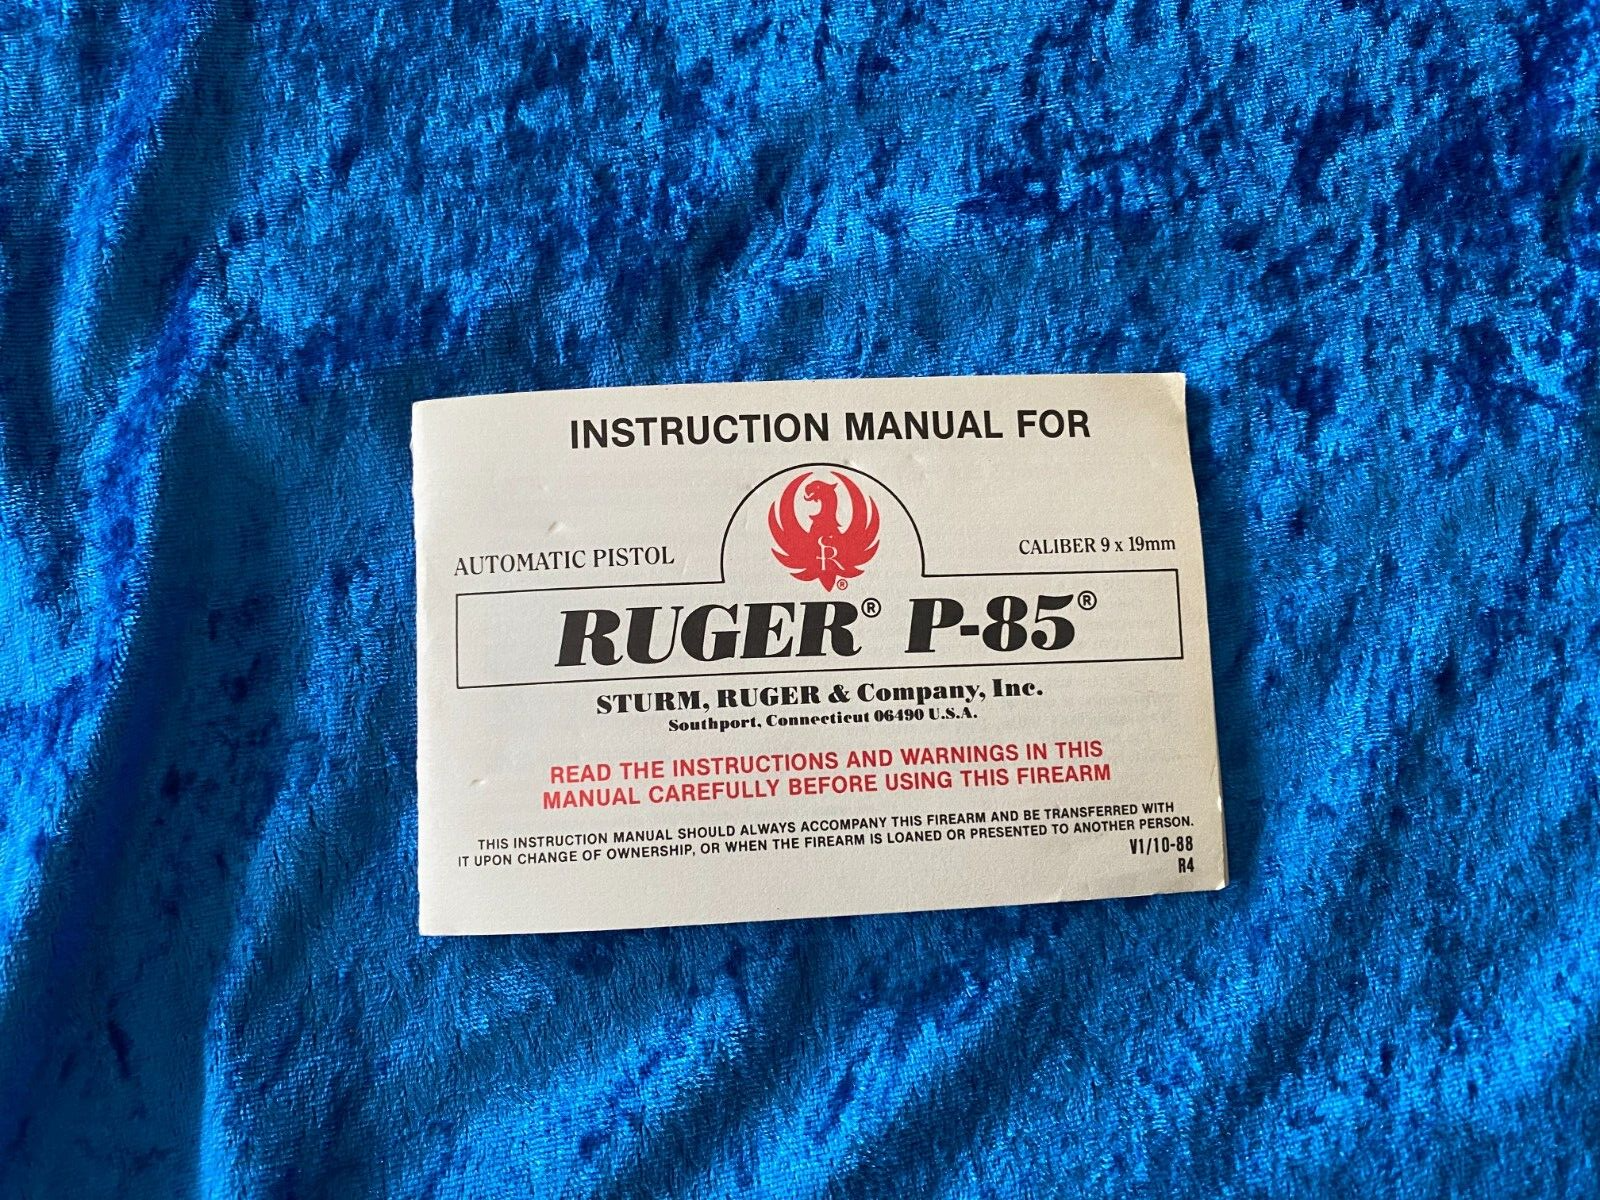 INSTRUCTION MANUAL FOR
AUTOMATIC PISTOL
CALIBER 9 x 19mm
SR®
RUGER® P-85®
STURM, RUGER & Company, Inc.
Southport, Connecticut 06490 U.S.A.
READ THE INSTRUCTIONS AND WARNINGS IN THIS
MANUAL CAREFULLY BEFORE USING THIS FIREARM
THIS INSTRUCTION MANUAL SHOULD ALWAYS ACCOMPANY THIS FIREARM AND BE TRANSFERRED WITH
IT UPON CHANGE OF OWNERSHIP, OR WHEN THE FIREARM IS LOANED OR PRESENTED TO ANOTHER PERSON.
V1/10-88
R4